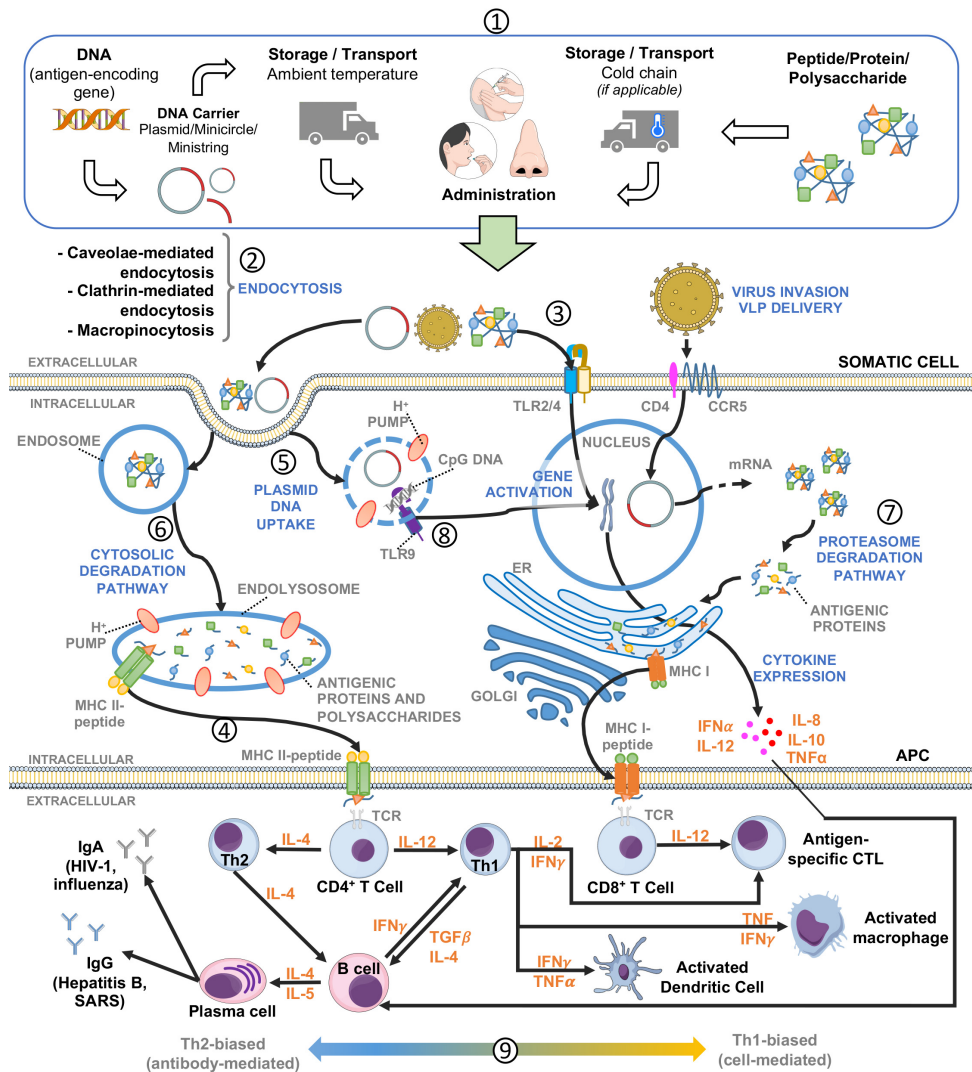 ①
DNA
(antigen-encoding
gene)
DNA Carrier
Plasmid/Minicircle/
Ministring
Storage / Transport
Ambient temperature
Administration
Storage / Transport
Cold chain
(if applicable)
Peptide/Protein/
Polysaccharide
- Caveolae-mediated
endocytosis
- Clathrin-mediated
endocytosis
- Macropinocytosis
②
ENDOCYTOSIS
③
VIRUS INVASION
VLP DELIVERY
EXTRACELLULAR
SOMATIC CELL
INTRACELLULAR
TLR2/4
CD4
CCR5
ENDOSOME
H⁺
PUMP
NUCLEUS
CpG DNA
mRNA
⑤
PLASMID
DNA
UPTAKE
GENE
ACTIVATION
⑥
⑧
⑦
TLR9
CYTOSOLIC
DEGRADATION
PATHWAY
PROTEASOME
DEGRADATION
PATHWAY
ENDOLYSOSOME
ER
H⁺
PUMP
ANTIGENIC
PROTEINS
MHC I
CYTOKINE
EXPRESSION
GOLGI
MHC II-
peptide
ANTIGENIC
PROTEINS AND
POLYSACCHARIDES
④
IFNα
IL-12
IL-8
IL-10
TNFα
MHC II-peptide
MHC I-
peptide
INTRACELLULAR
APC
EXTRACELLULAR
TCR
TCR
IgA
(HIV-1,
influenza)
Th2
IL-4
CD4⁺ T Cell
IL-12
Th1
IL-2
IFNγ
CD8⁺ T Cell
IL-12
Antigen-
specific CTL
IL-4
IFNγ
TGFβ
IL-4
TNF
IFNγ
Activated
macrophage
IgG
(Hepatitis B,
SARS)
Plasma cell
IL-4
IL-5
B cell
IFNγ
TNFα
Activated
Dendritic Cell
Th2-biased
(antibody-mediated)
⑨
Th1-biased
(cell-mediated)